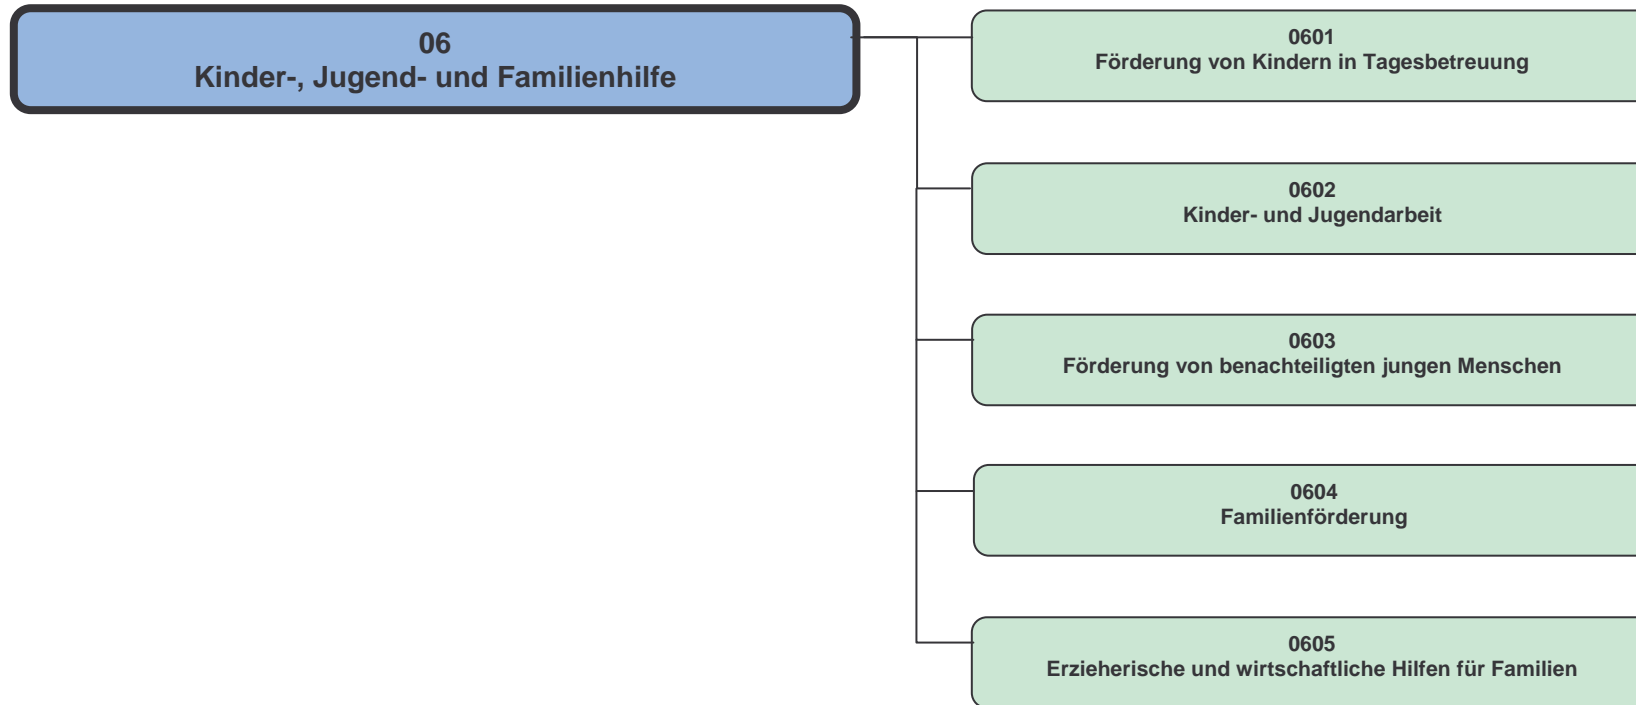 06
Kinder-, Jugend- und Familienhilfe
0601
Förderung von Kindern in Tagesbetreuung
0602
Kinder- und Jugendarbeit
0603
Förderung von benachteiligten jungen Menschen
0604
Familienförderung
0605
Erzieherische und wirtschaftliche Hilfen für Familien